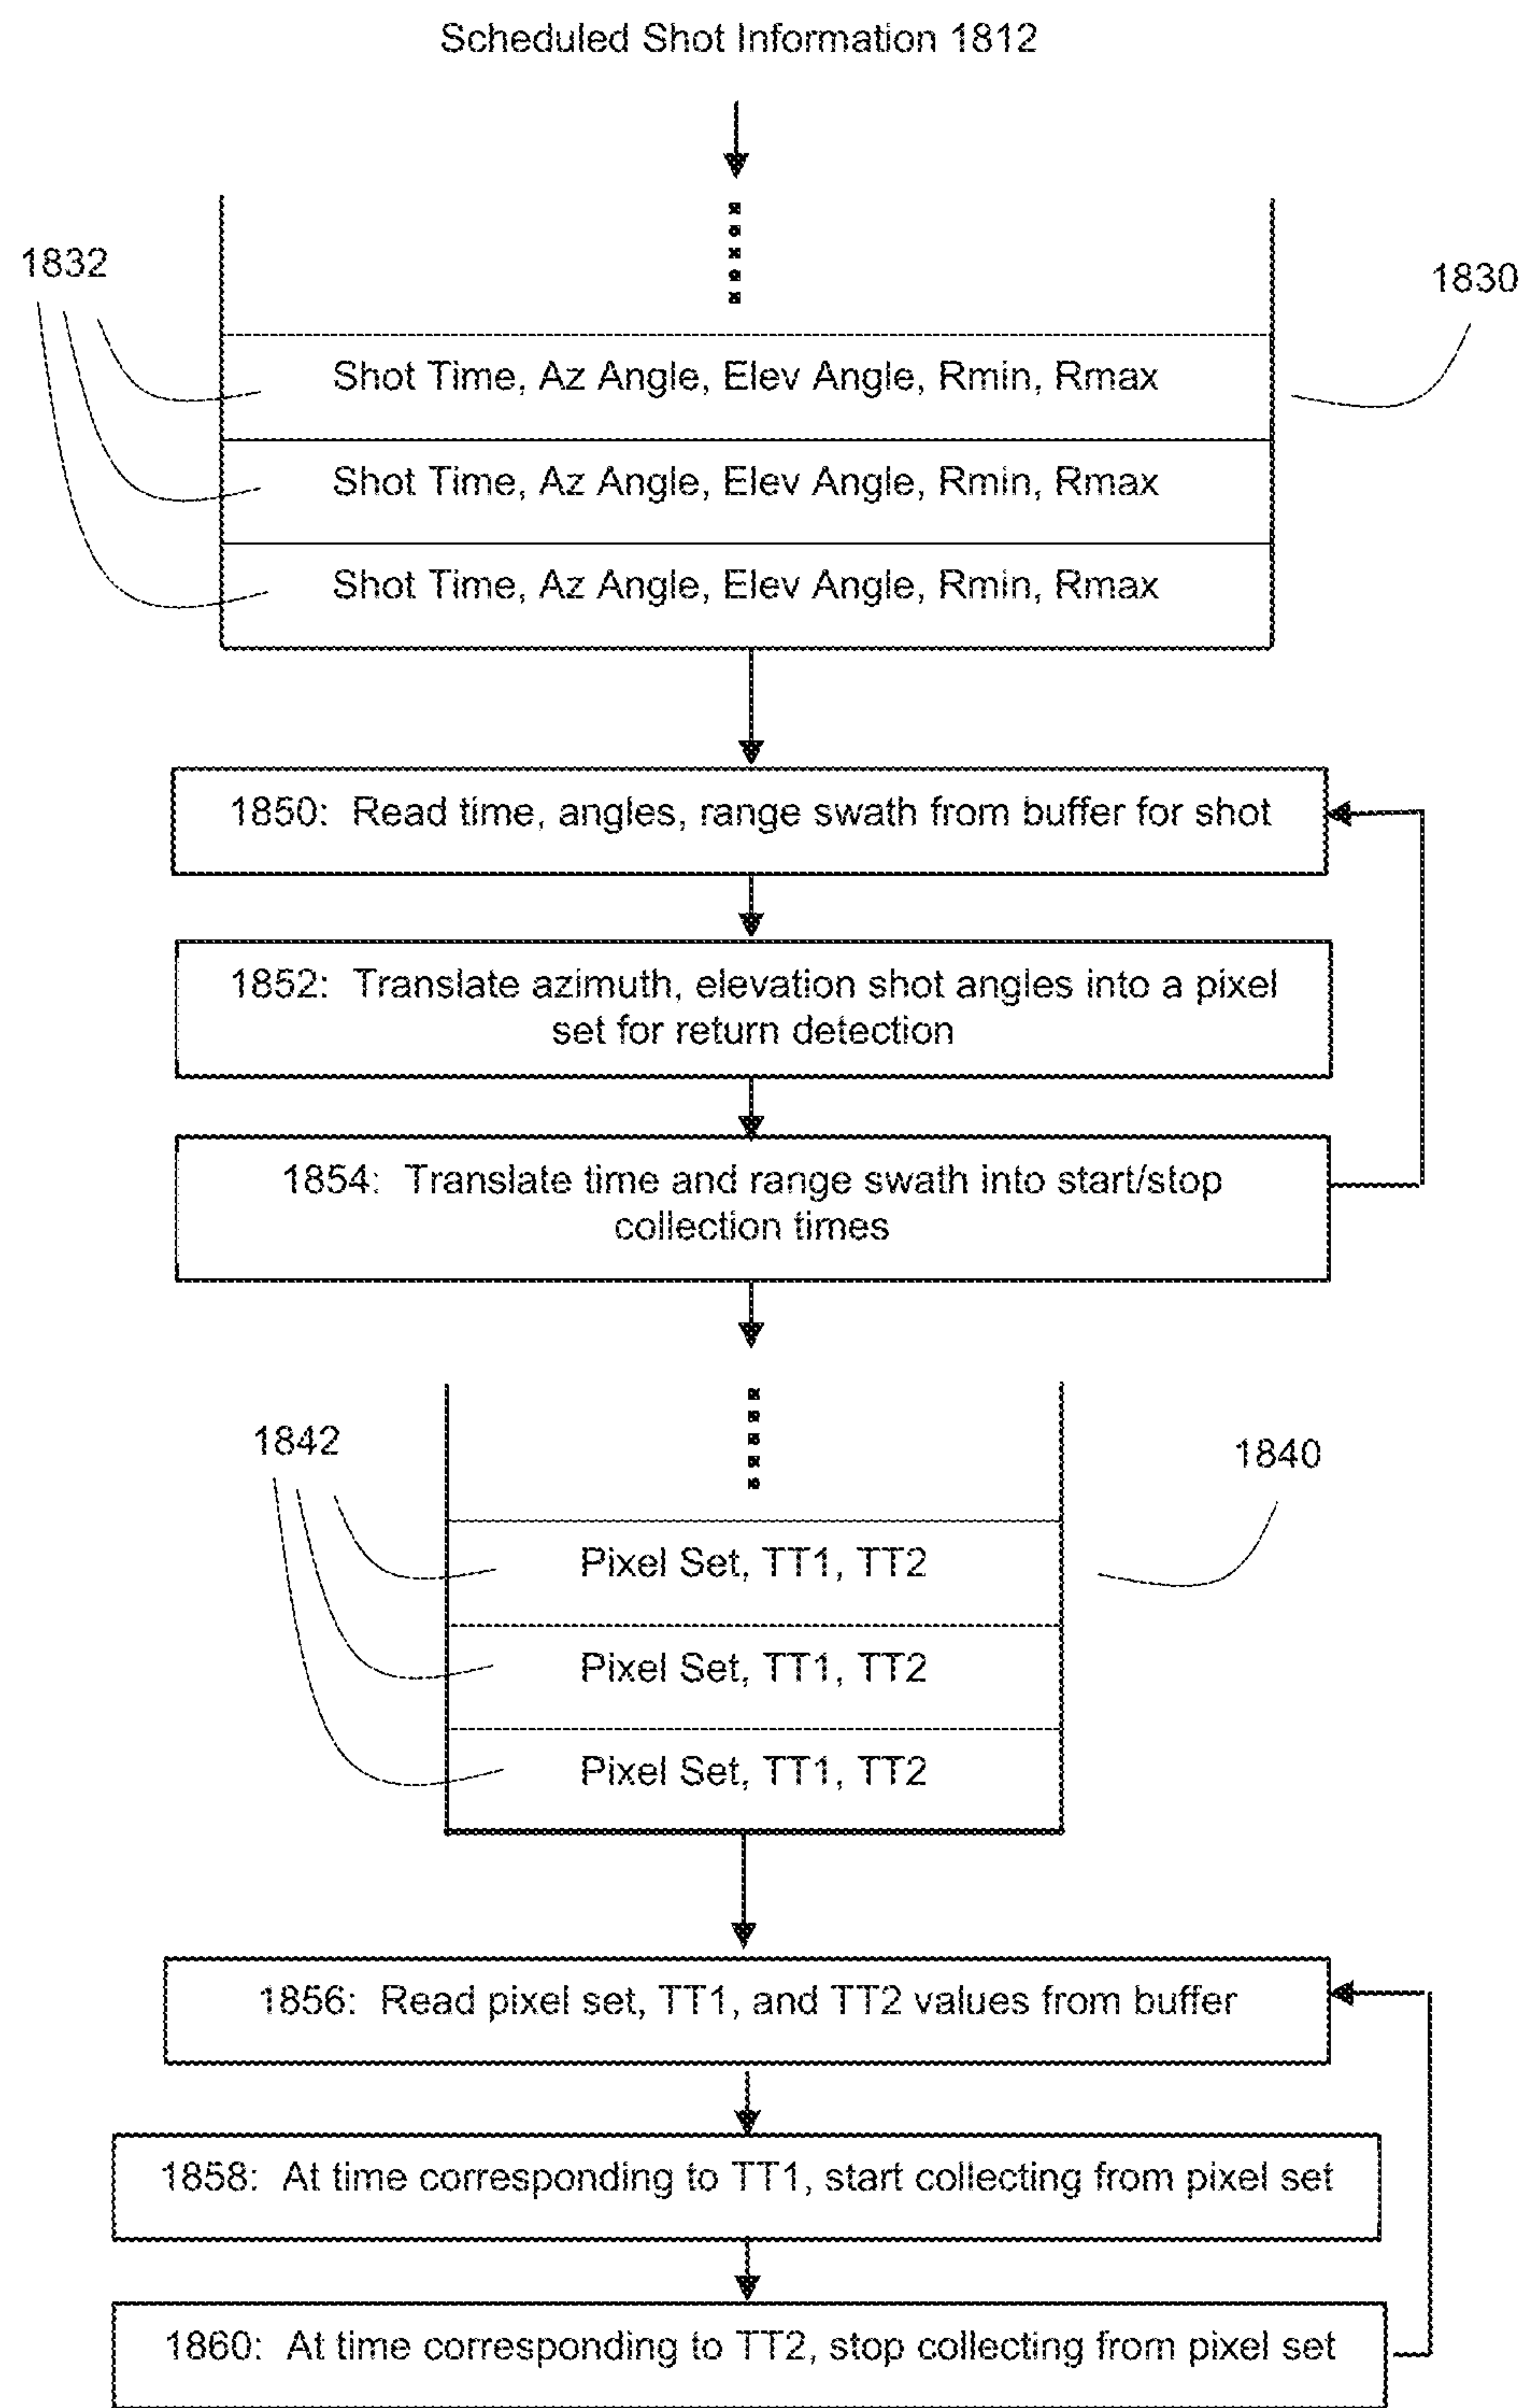 Scheduled Shot Information 1812
1832
1830
Shot Time, Az Angle, Elev Angle, Rmin, Rmax
Shot Time, Az Angle, Elev Angle, Rmin, Rmax
Shot Time, Az Angle, Elev Angle, Rmin, Rmax
1850: Read time, angles, range swath from buffer for shot
1852: Translate azimuth, elevation shot angles into a pixel
set for return detection
1854: Translate time and range swath into start/stop
collection times
1842
1840
Pixel Set, TT1, TT2
Pixel Set, TT1, TT2
Pixel Set, TT1, TT2
1856: Read pixel set, TT1, and TT2 values from buffer
1858: At time corresponding to TT1, start collecting from pixel set
1860: At time corresponding to TT2, stop collecting from pixel set